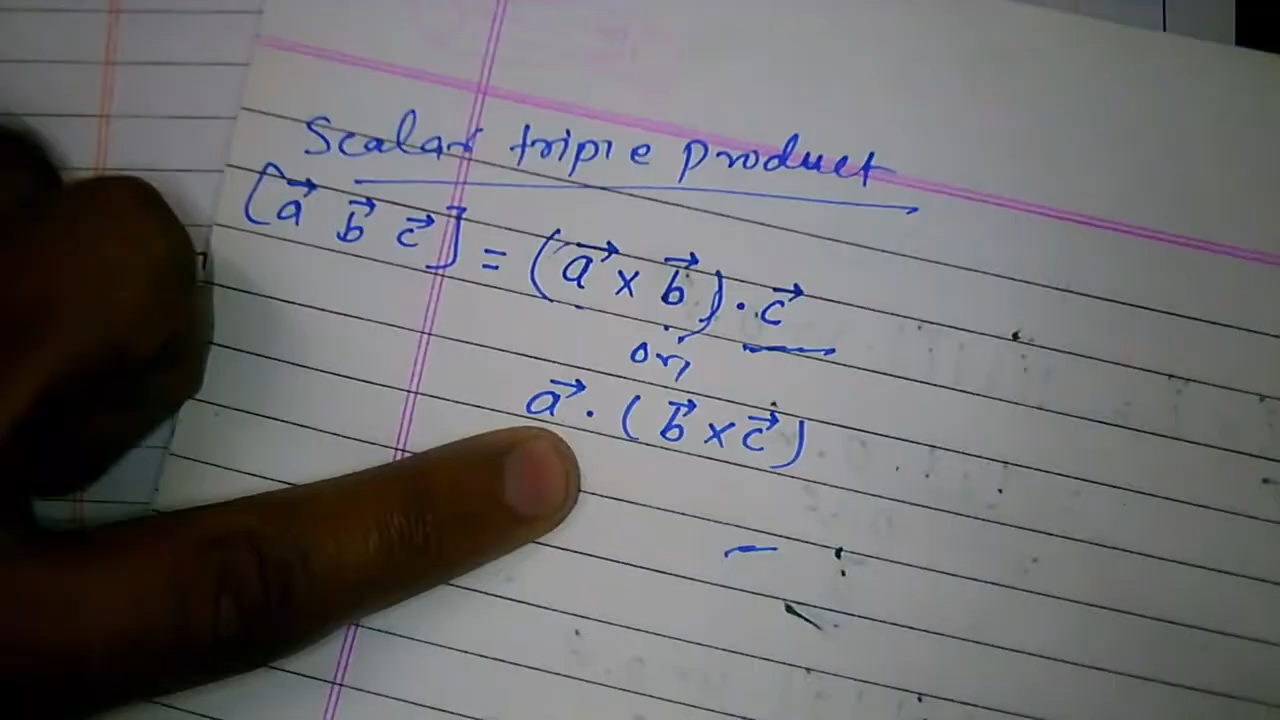 Scalar triple product
[a⃗ b⃗ c⃗] = (a⃗ × b⃗) · c⃗
or
a⃗ · (b⃗ × c⃗)